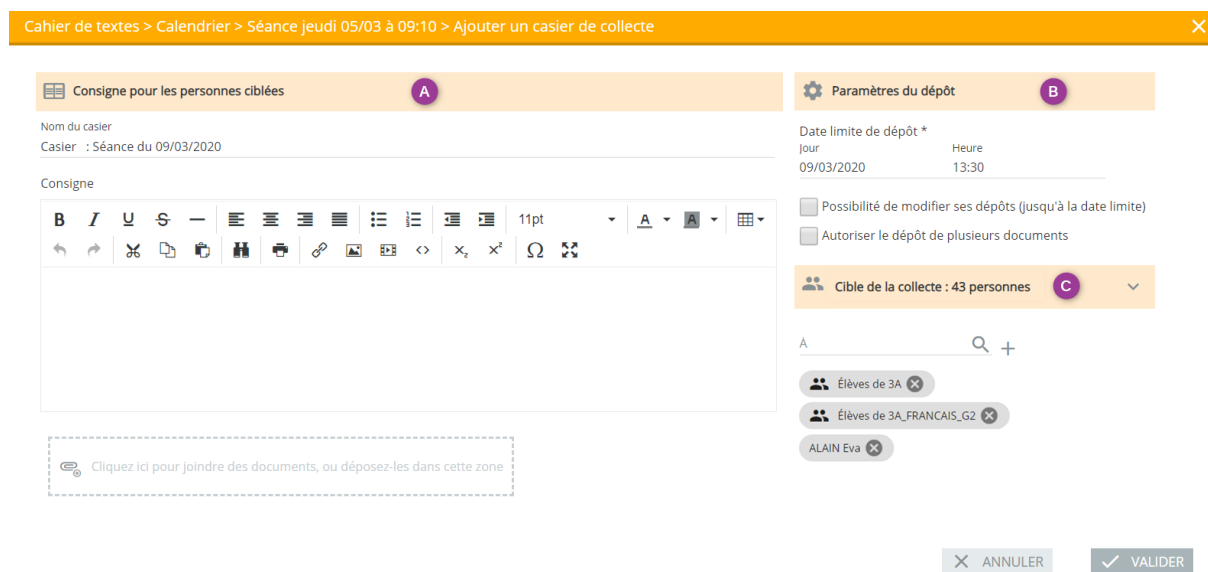 Cahier de textes > Calendrier > Séance jeudi 05/03 à 09:10 > Ajouter un casier de collecte
Consigne pour les personnes ciblées
A
Nom du casier
Casier : Séance du 09/03/2020
Consigne
B I U S
11pt
A A
x₂ x² Ω
Cliquez ici pour joindre des documents, ou déposez-les dans cette zone
Paramètres du dépôt
B
Date limite de dépôt *
Jour Heure
09/03/2020 13:30
Possibilité de modifier ses dépôts (jusqu'à la date limite)
Autoriser le dépôt de plusieurs documents
Cible de la collecte : 43 personnes
C
À
Élèves de 3A
Élèves de 3A_FRANCAIS_G2
ALAIN Eva
ANNULER
VALIDER